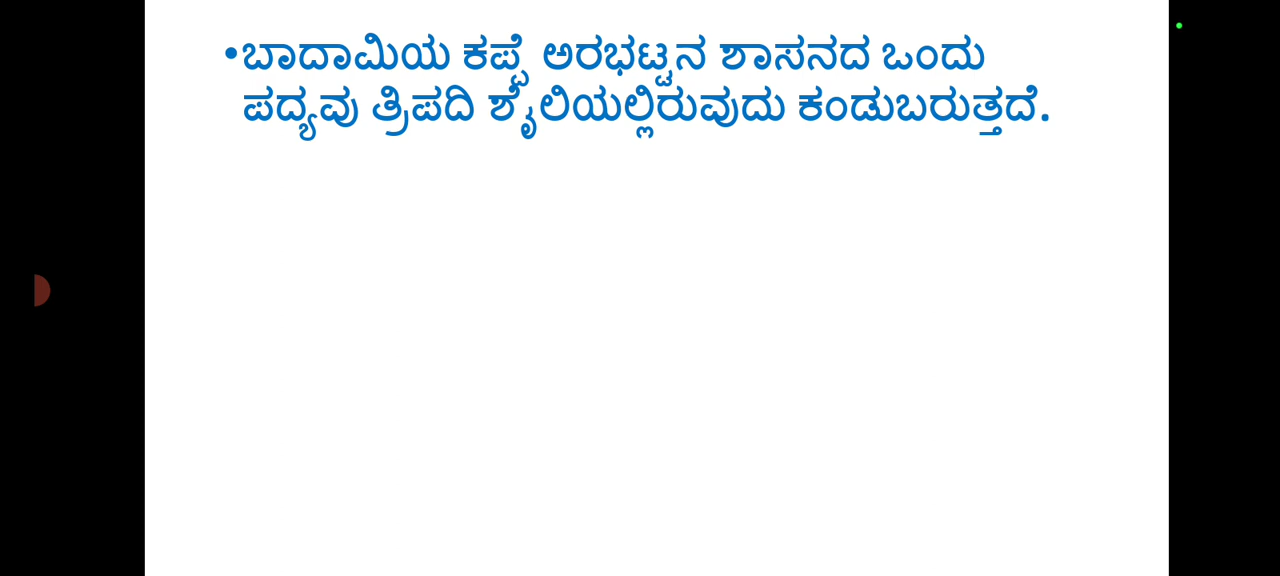 •ಬಾದಾಮಿಯ ಕಪ್ಪೆ ಅರಭಟ್ಟನ ಶಾಸನದ ಒಂದು
ಪದ್ಯವು ತ್ರಿಪದಿ ಶೈಲಿಯಲ್ಲಿರುವುದು ಕಂಡುಬರುತ್ತದೆ.